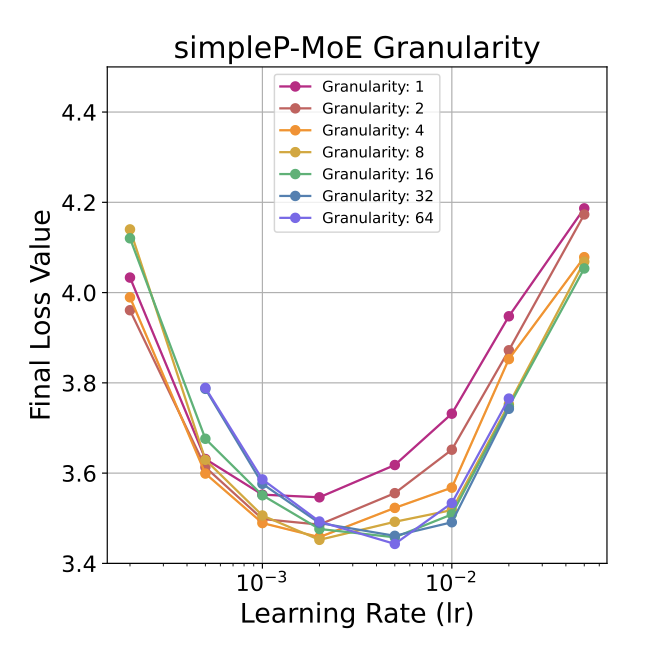 simpleP-MoE Granularity
Granularity: 1
Granularity: 2
Granularity: 4
Granularity: 8
Granularity: 16
Granularity: 32
Granularity: 64
4.4
4.2
4.0
3.8
3.6
3.4
Final Loss Value
10⁻³ 10⁻²
Learning Rate (lr)